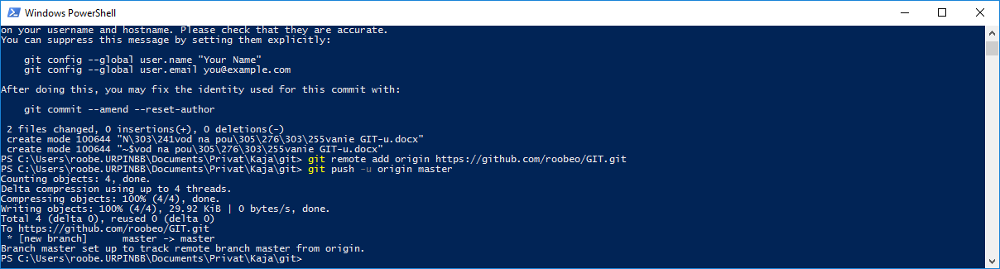 Windows PowerShell
on your username and hostname. Please check that they are accurate.
You can suppress this message by setting them explicitly:
git config --global user.name "Your Name"
git config --global user.email you@example.com
After doing this, you may fix the identity used for this commit with:
git commit --amend --reset-author
2 files changed, 0 insertions(+), 0 deletions(-)
create mode 100644 "N\303\241vod na pou\305\276\303\255vanie GIT-u.docx"
create mode 100644 "~$vod na pou\305\276\303\255vanie GIT-u.docx"
PS C:\Users\roobe.URPINBB\Documents\Privat\Kaja\git> git remote add origin https://github.com/roobeo/GIT.git
PS C:\Users\roobe.URPINBB\Documents\Privat\Kaja\git> git push -u origin master
Counting objects: 4, done.
Delta compression using up to 4 threads.
Compressing objects: 100% (4/4), done.
Writing objects: 100% (4/4), 29.92 KiB | 0 bytes/s, done.
Total 4 (delta 0), reused 0 (delta 0)
To https://github.com/roobeo/GIT.git
* [new branch]      master -> master
Branch master set up to track remote branch master from origin.
PS C:\Users\roobe.URPINBB\Documents\Privat\Kaja\git>